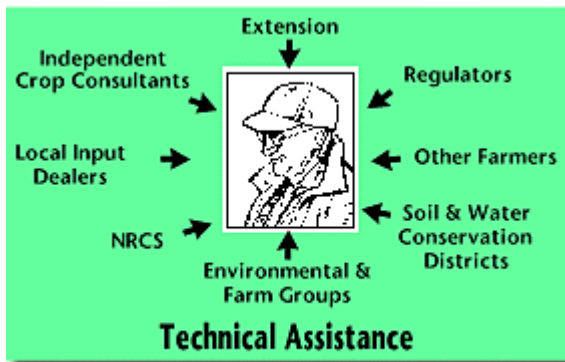 Extension
Independent
Crop Consultants
Regulators
Local Input
Dealers
Other Farmers
NRCS
Soil & Water
Conservation
Districts
Environmental &
Farm Groups
Technical Assistance